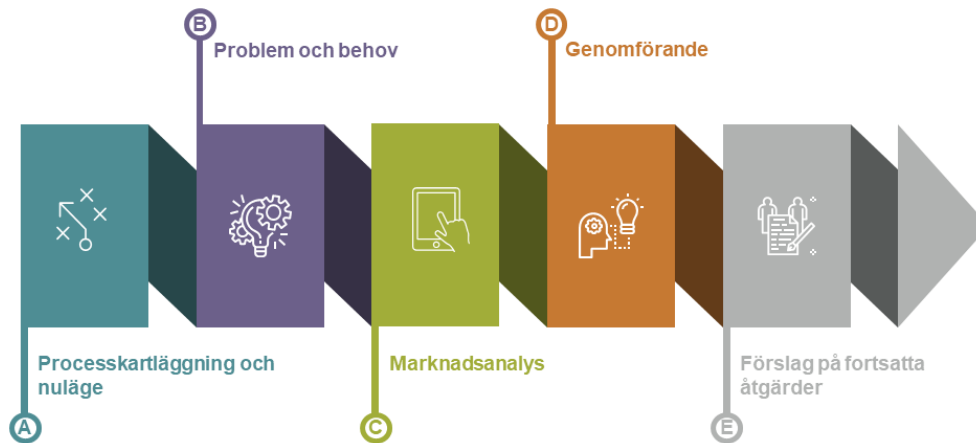 A
Processkartläggning och
nuläge
B
Problem och behov
C
Marknadsanalys
D
Genomförande
E
Förslag på fortsatta
åtgärder